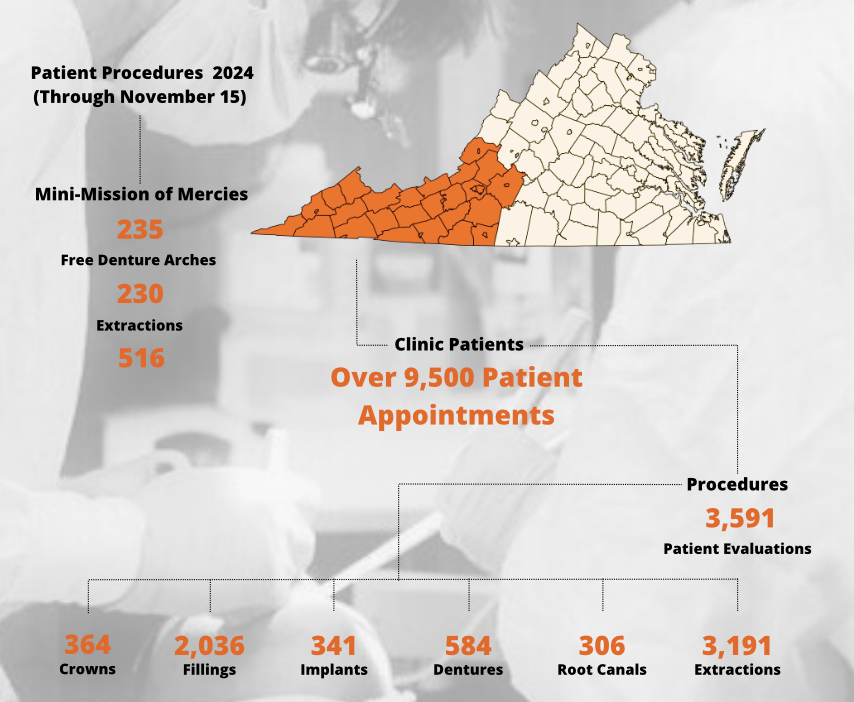 Patient Procedures 2024
(Through November 15)
Mini-Mission of Mercies
235
Free Denture Arches
230
Extractions
516
Clinic Patients
Over 9,500 Patient
Appointments
Procedures
3,591
Patient Evaluations
364
Crowns
2,036
Fillings
341
Implants
584
Dentures
306
Root Canals
3,191
Extractions